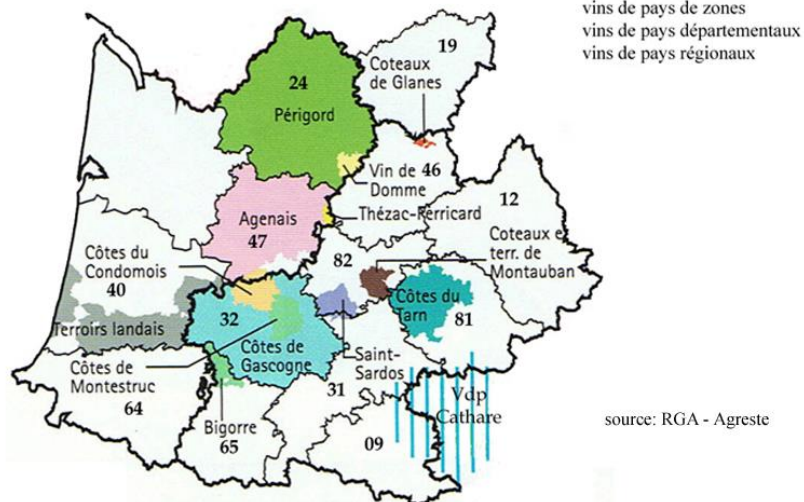 vins de pays de zones
vins de pays départementaux
vins de pays régionaux
19
Coteaux
de Glanes
24
Périgord
Vin de 46
Domme
Thézac-Perricard
12
Agenais
47
Coteaux e
terr. de
Montauban
82
Côtes du
Condomois
40
Côtes du
Tarn
81
32
Terroirs landais
Côtes de
Gascogne
Saint-
Sardos
Côtes de
Montestruc
64
31
Vdp
Cathare
Bigorre
65
09
source: RGA - Agreste